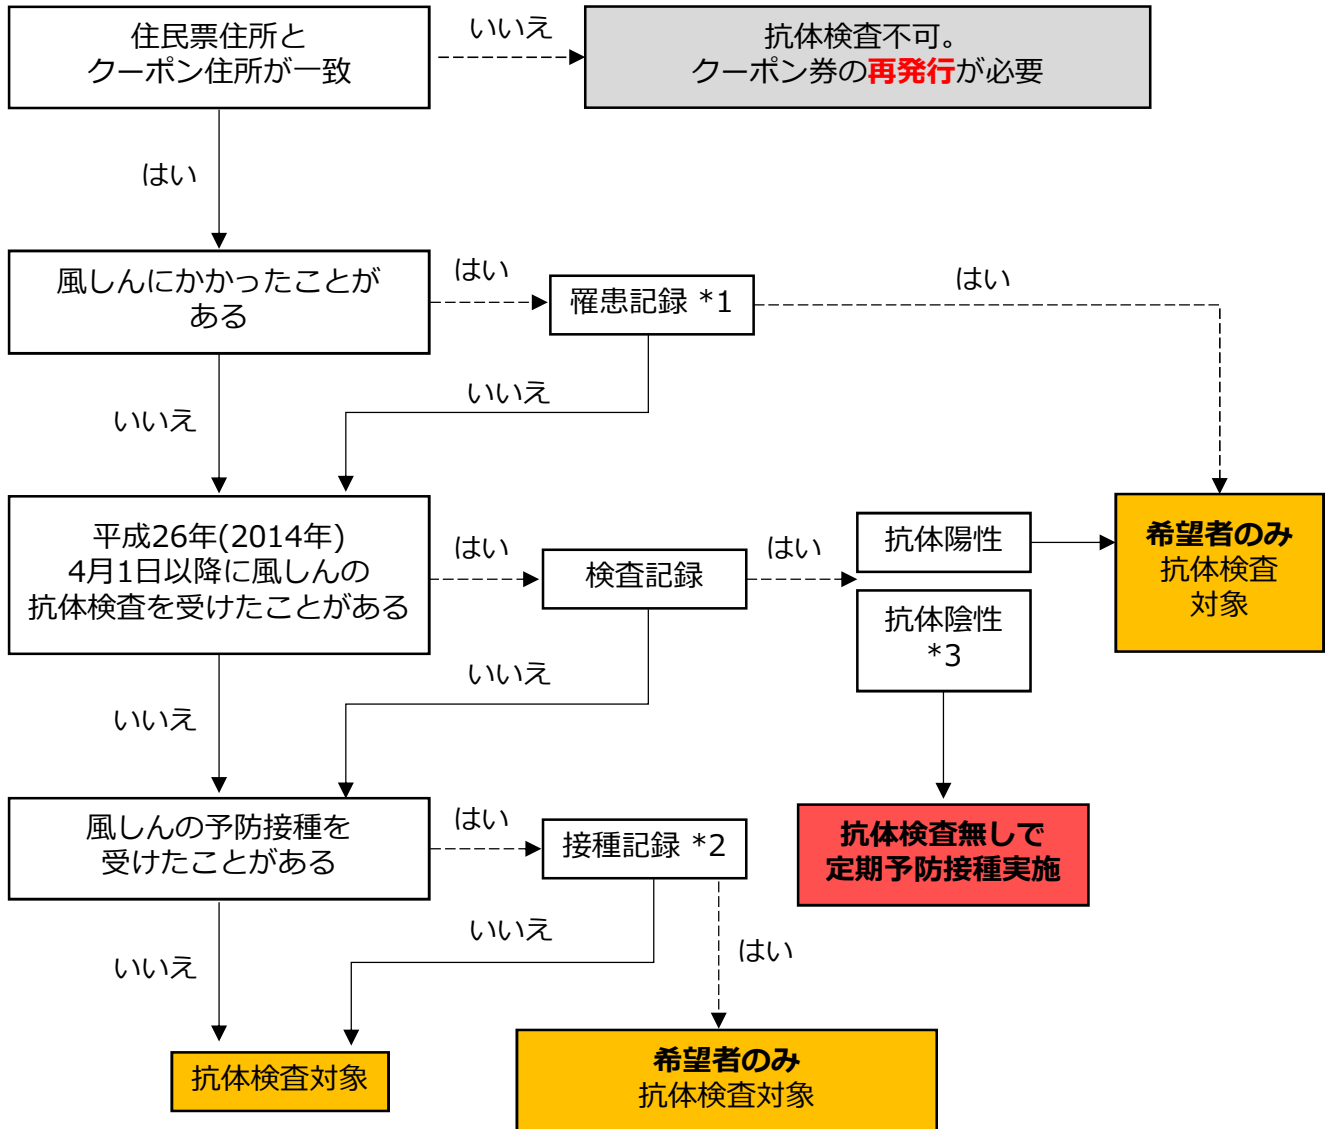 住民票住所と
クーポン住所が一致
いいえ
抗体検査不可。
クーポン券の再発行が必要
はい
風しんにかかったことが
ある
はい
罹患記録 *1
はい
いいえ
いいえ
平成26年(2014年)
4月1日以降に風しんの
抗体検査を受けたことがある
はい
検査記録
はい
抗体陽性
希望者のみ
抗体検査
対象
抗体陰性
*3
いいえ
いいえ
風しんの予防接種を
受けたことがある
はい
接種記録 *2
抗体検査無しで
定期予防接種実施
いいえ
はい
いいえ
抗体検査対象
希望者のみ
抗体検査対象